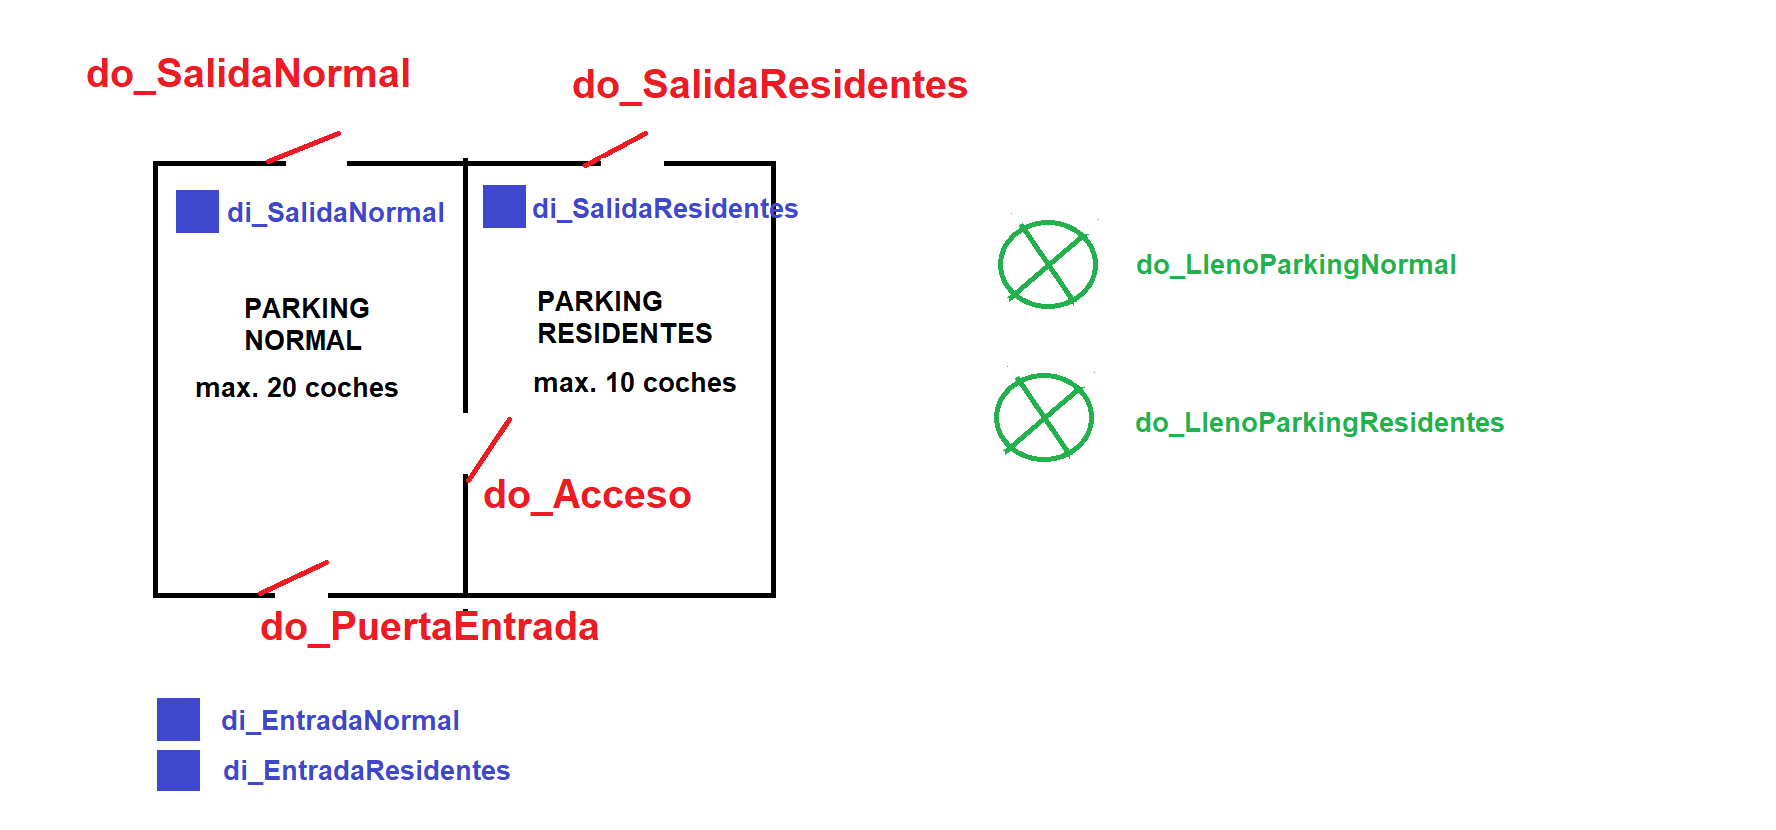 do_SalidaNormal
do_SalidaResidentes
di_SalidaNormal
di_SalidaResidentes
PARKING
NORMAL
max. 20 coches
PARKING
RESIDENTES
max. 10 coches
do_Acceso
do_PuertaEntrada
di_EntradaNormal
di_EntradaResidentes
do_LlenoParkingNormal
do_LlenoParkingResidentes